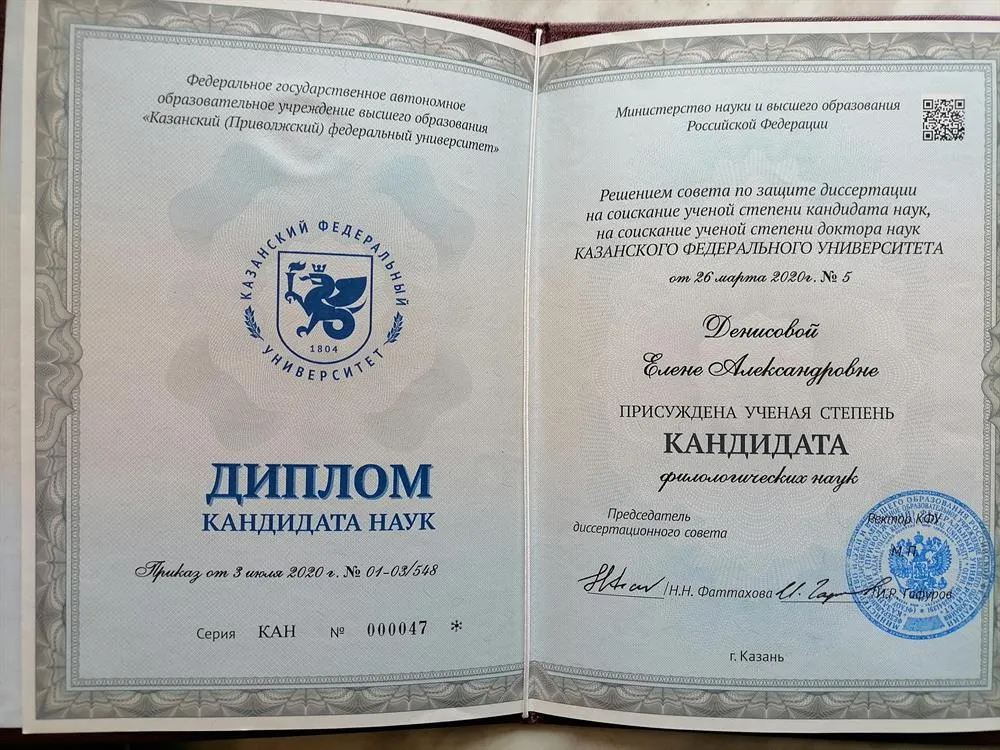 Федеральное государственное автономное
образовательное учреждение высшего образования
«Казанский (Приволжский) федеральный университет»
КАЗАНСКИЙ ФЕДЕРАЛЬНЫЙ
1804
УНИВЕРСИТЕТ
ДИПЛОМ
КАНДИДАТА НАУК
Приказ от 3 июля 2020 г. № 01-03/548
Серия КАН № 000047 *
Министерство науки и высшего образования
Российской Федерации
Решением совета по защите диссертации
на соискание ученой степени кандидата наук,
на соискание ученой степени доктора наук
КАЗАНСКОГО ФЕДЕРАЛЬНОГО УНИВЕРСИТЕТА
от 26 марта 2020г. № 5
Денисовой
Елене Александровне
ПРИСУЖДЕНА УЧЕНАЯ СТЕПЕНЬ
КАНДИДАТА
филологических наук
Председатель
диссертационного совета
Ректор КФУ
М.П.
/Н.Н. Фаттахова
/И.Р. Гафуров
г. Казань